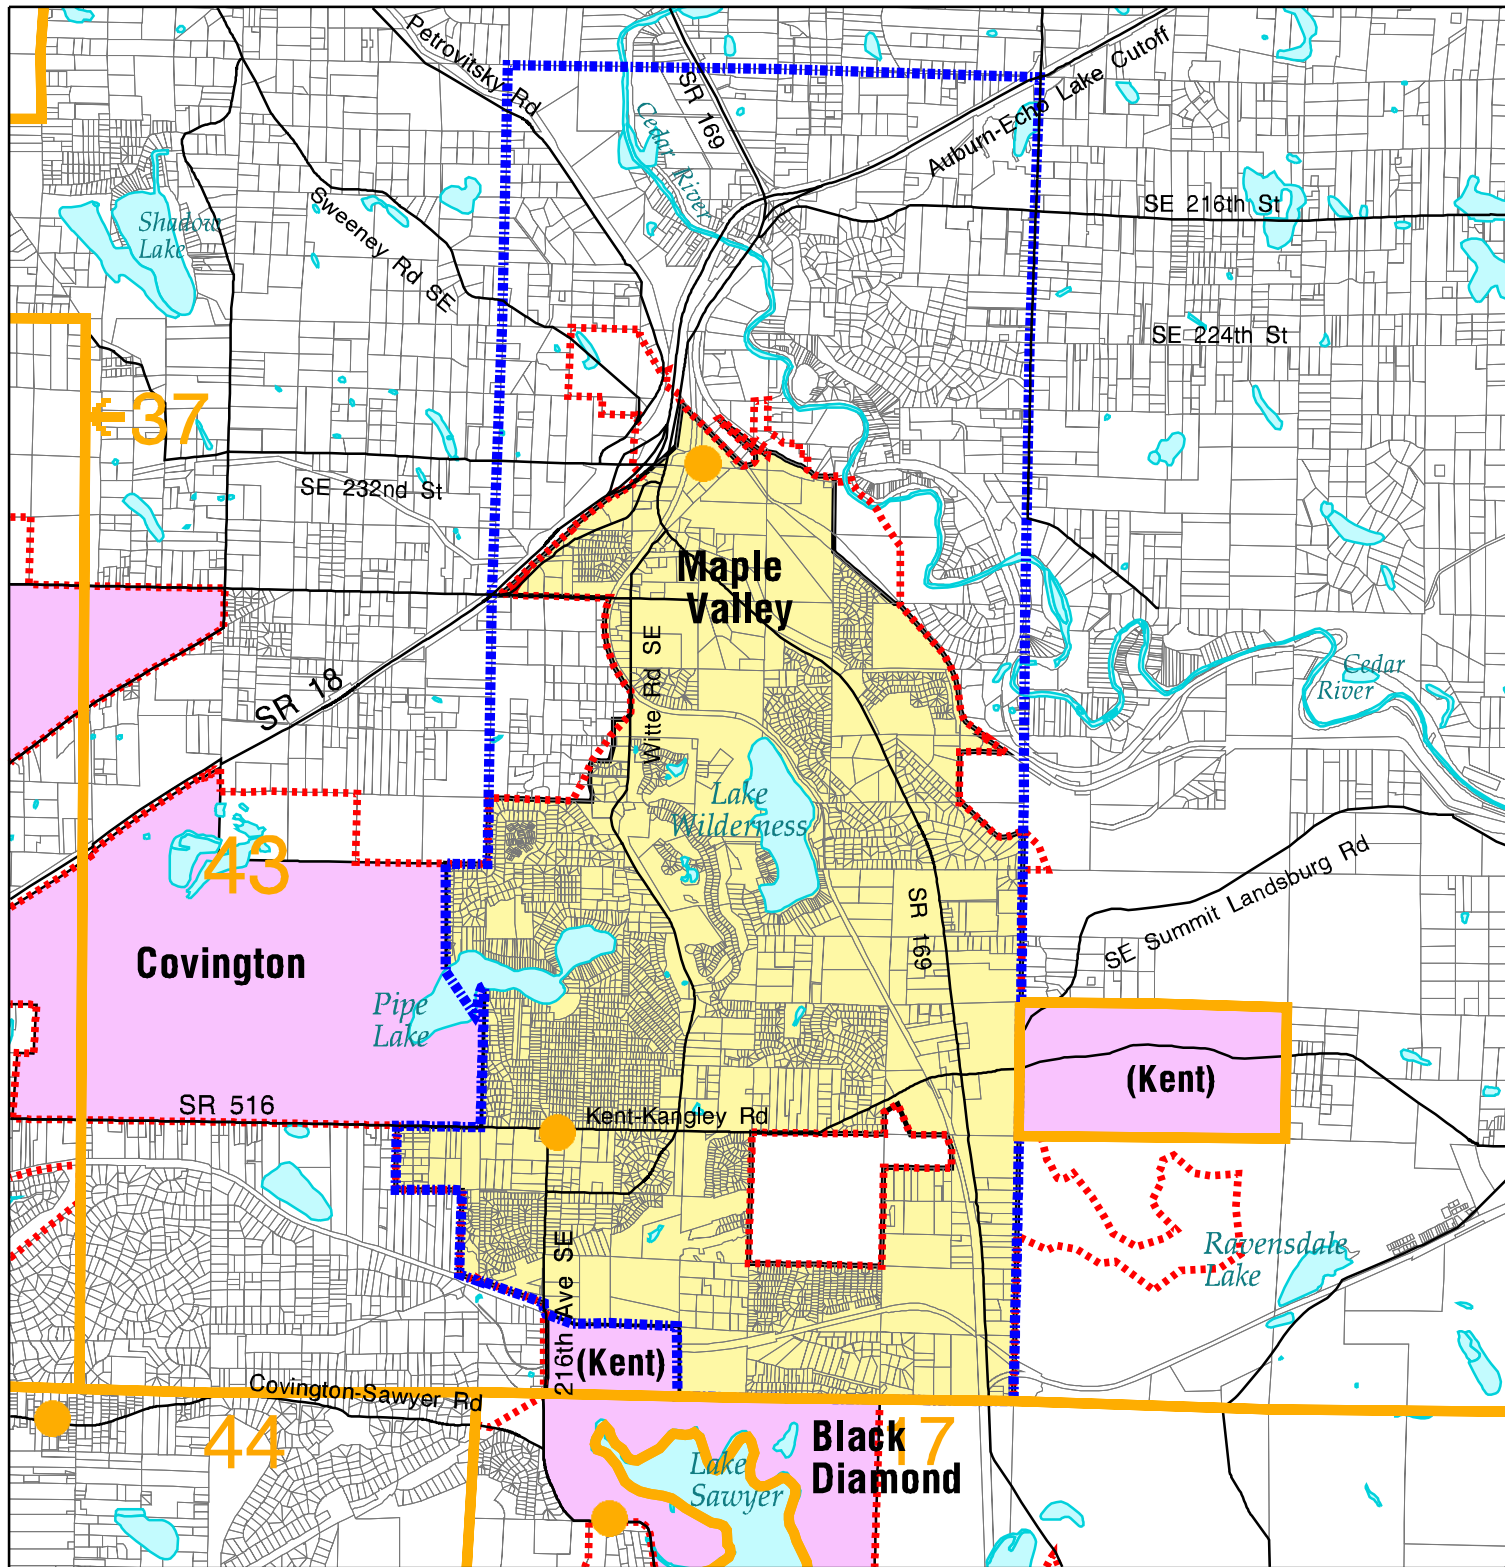 Petrovitsky Rd
SR 169
Auburn-Echo Lake Cutoff
Cedar River
Sweeney Rd SE
Shadow
Lake
SE 216th St
SE 224th St
37
SE 232nd St
Maple
Valley
Witte Rd SE
SR 18
Cedar
River
Lake
Wilderness
43
SR 169
SE Summit Landsburg Rd
Covington
Pipe
Lake
(Kent)
SR 516
Kent-Kangley Rd
216th Ave SE
Ravensdale
Lake
(Kent)
Covington-Sawyer Rd
44
17
Black
Diamond
Lake
Sawyer